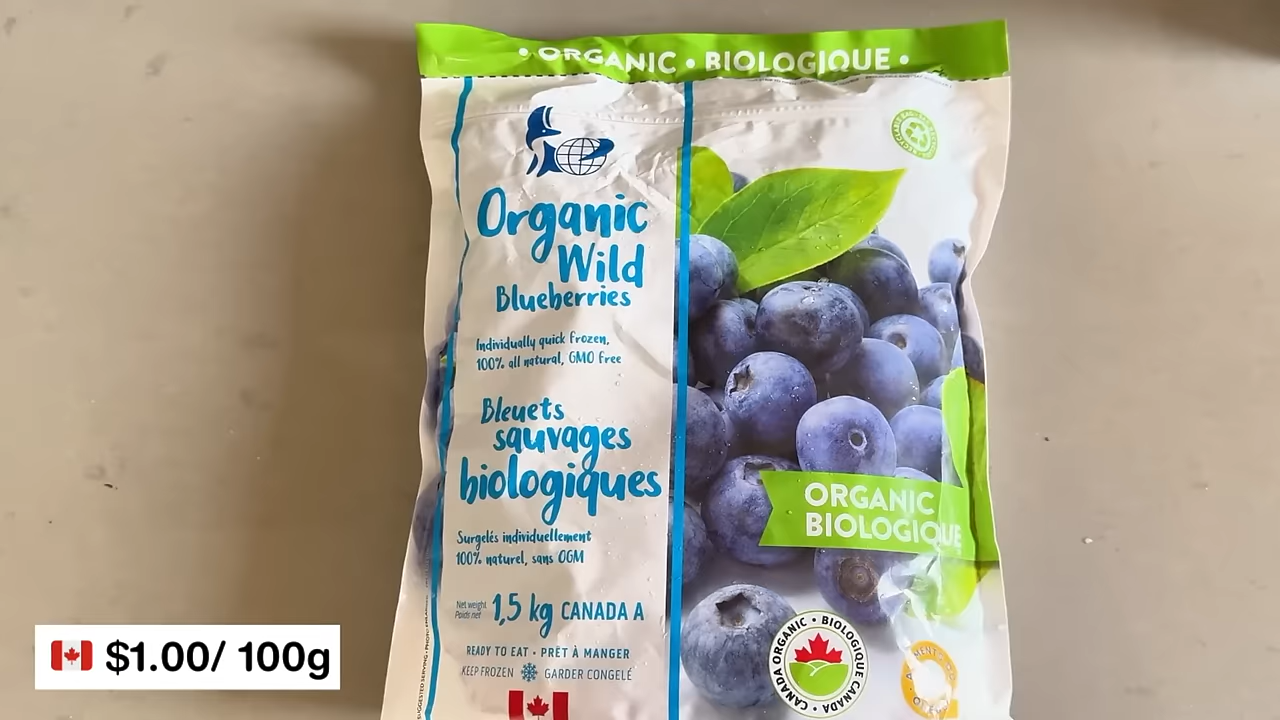 • ORGANIC • BIOLOGIQUE •
Organic
Wild
Blueberries
Individually quick frozen,
100% all natural, GMO free
Bleuets
sauvages
biologiques
Surgelés individuellement
100% naturel, sans OGM
Net weight
Poids net
1,5 kg CANADA A
READY TO EAT • PRÊT À MANGER
KEEP FROZEN GARDER CONGELÉ
ORGANIC
BIOLOGIQUE
CANADA ORGANIC • BIOLOGIQUE CANADA •
$1.00/ 100g